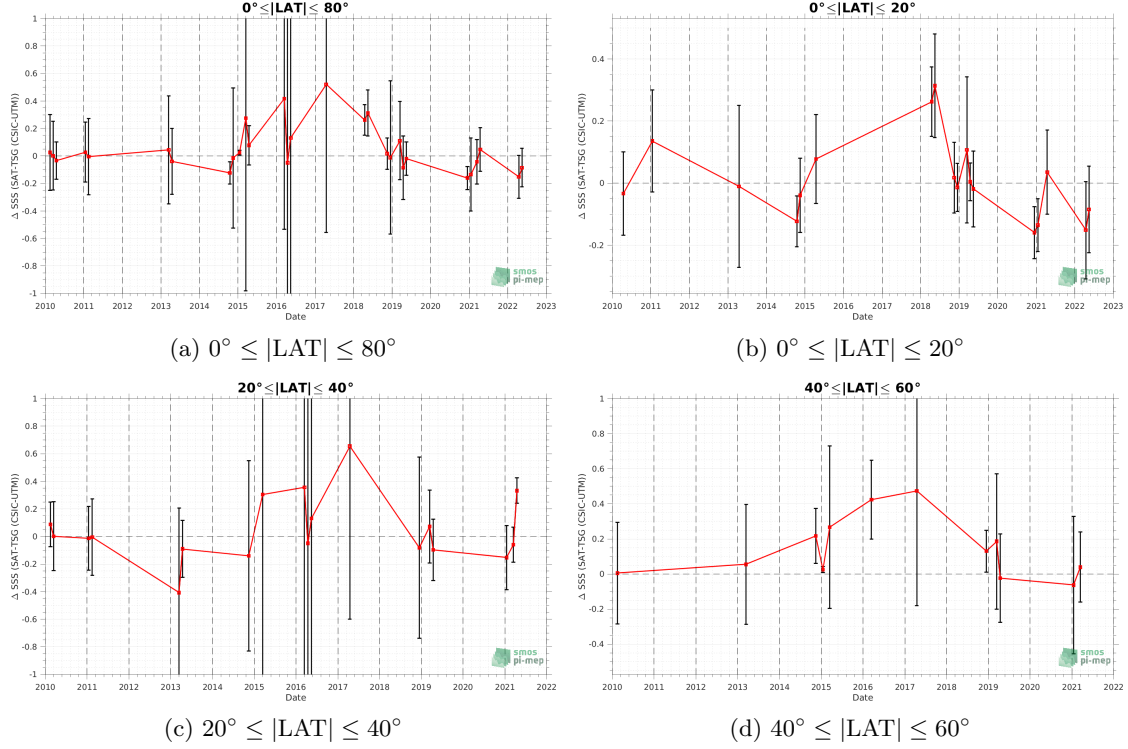 0°≤|LAT|≤ 80°
Δ SSS (SAT-TSG (CSIC-UTM))
1
0.8
0.6
0.4
0.2
0
-0.2
-0.4
-0.6
-0.8
-1
2010 2011 2012 2013 2014 2015 2016 2017 2018 2019 2020 2021 2022 2023
Date
smos
pi-mep
(a) 0° ≤ |LAT| ≤ 80°
0°≤|LAT|≤ 20°
Δ SSS (SAT-TSG (CSIC-UTM))
0.4
0.2
0
-0.2
2010 2011 2012 2013 2014 2015 2016 2017 2018 2019 2020 2021 2022 2023
Date
smos
pi-mep
(b) 0° ≤ |LAT| ≤ 20°
20°≤|LAT|≤ 40°
Δ SSS (SAT-TSG (CSIC-UTM))
1
0.8
0.6
0.4
0.2
0
-0.2
-0.4
-0.6
-0.8
-1
2010 2011 2012 2013 2014 2015 2016 2017 2018 2019 2020 2021 2022
Date
smos
pi-mep
(c) 20° ≤ |LAT| ≤ 40°
40°≤|LAT|≤ 60°
Δ SSS (SAT-TSG (CSIC-UTM))
1
0.8
0.6
0.4
0.2
0
-0.2
-0.4
2010 2011 2012 2013 2014 2015 2016 2017 2018 2019 2020 2021 2022
Date
smos
pi-mep
(d) 40° ≤ |LAT| ≤ 60°